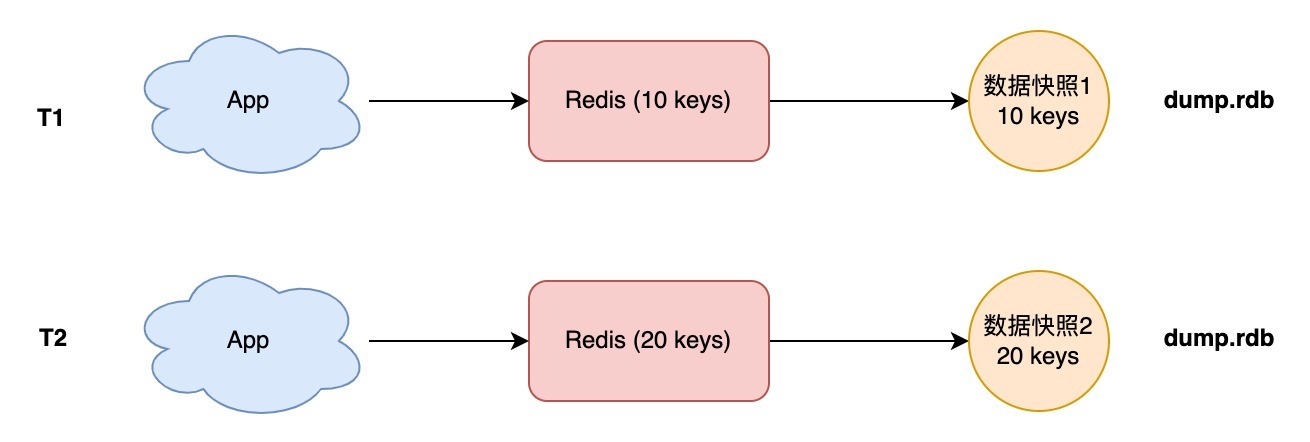 T1
App
Redis (10 keys)
数据快照1
10 keys
dump.rdb
T2
App
Redis (20 keys)
数据快照2
20 keys
dump.rdb